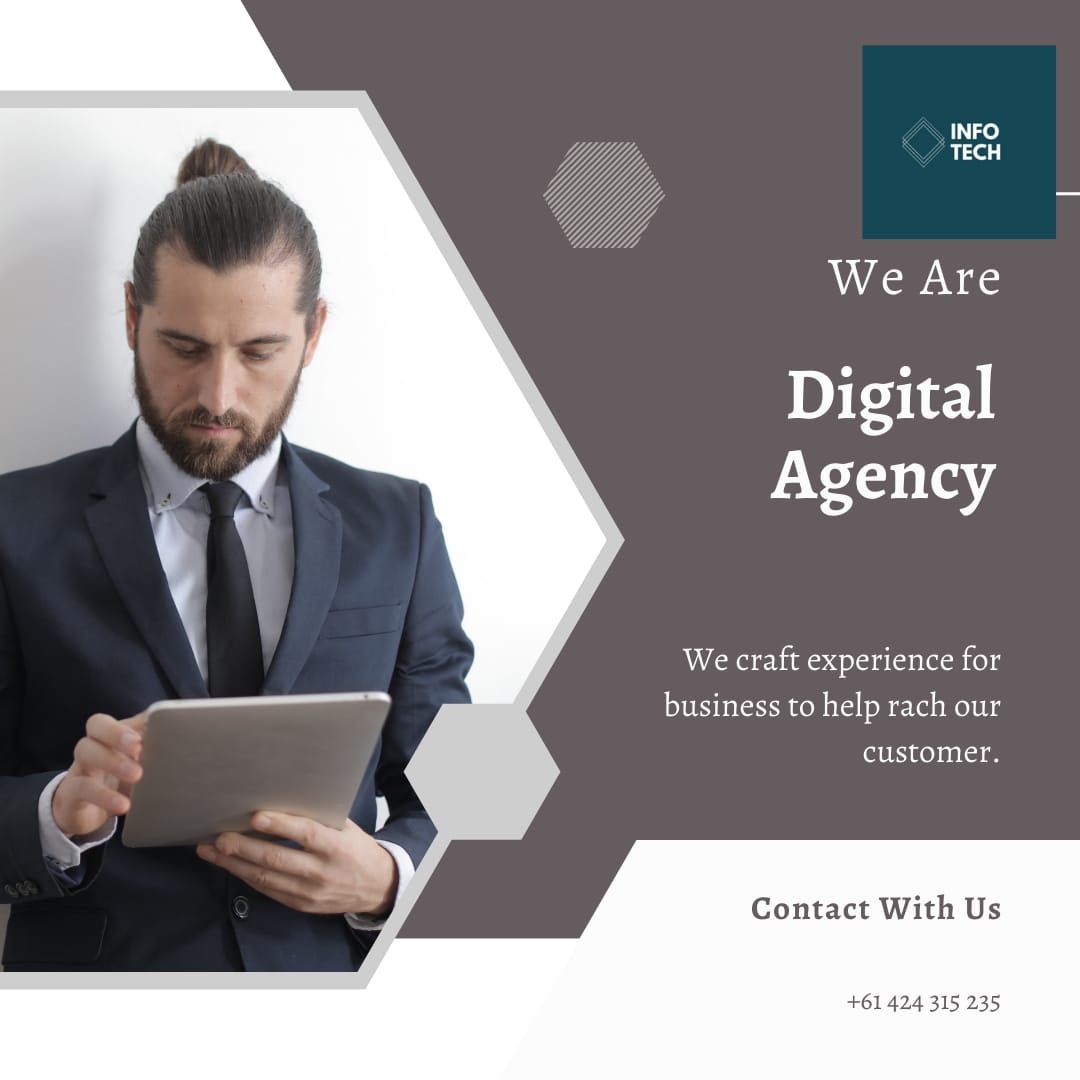 INFO
TECH
We Are
Digital
Agency
We craft experience for
business to help rach our
customer.
Contact With Us
+61 424 315 235